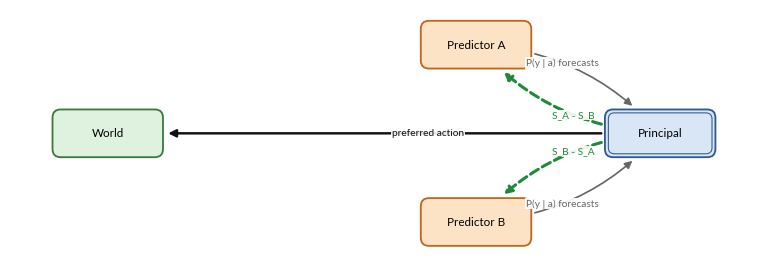 Predictor A
P(y | a) forecasts
S_A - S_B
World
preferred action
Principal
S_B - S_A
P(y | a) forecasts
Predictor B